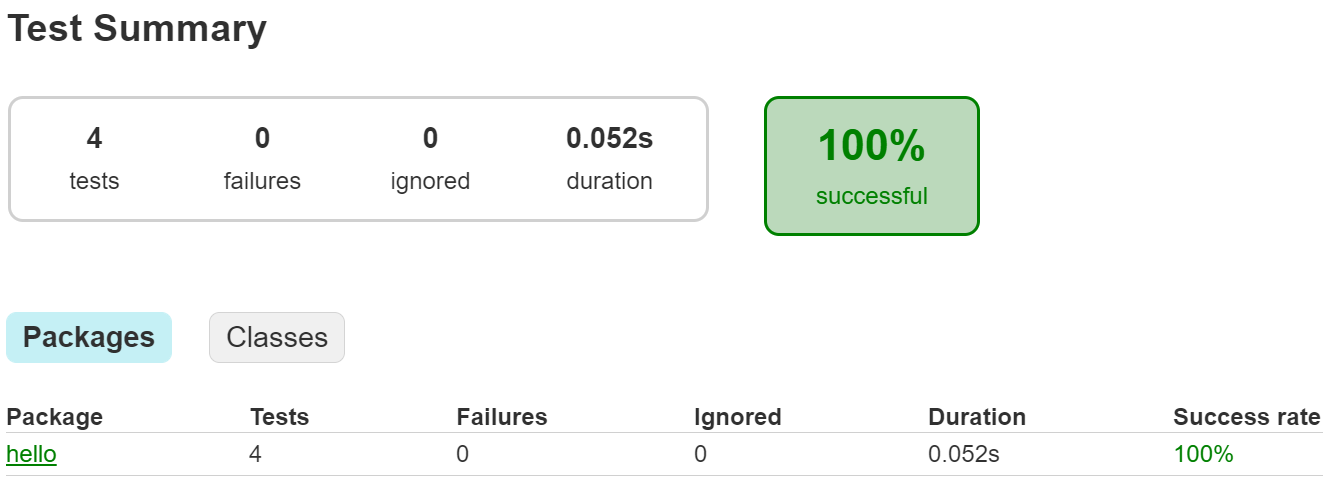 Test Summary
4 0 0 0.052s
tests failures ignored duration
100%
successful
Packages Classes
Package Tests Failures Ignored Duration Success rate
hello 4 0 0 0.052s 100%